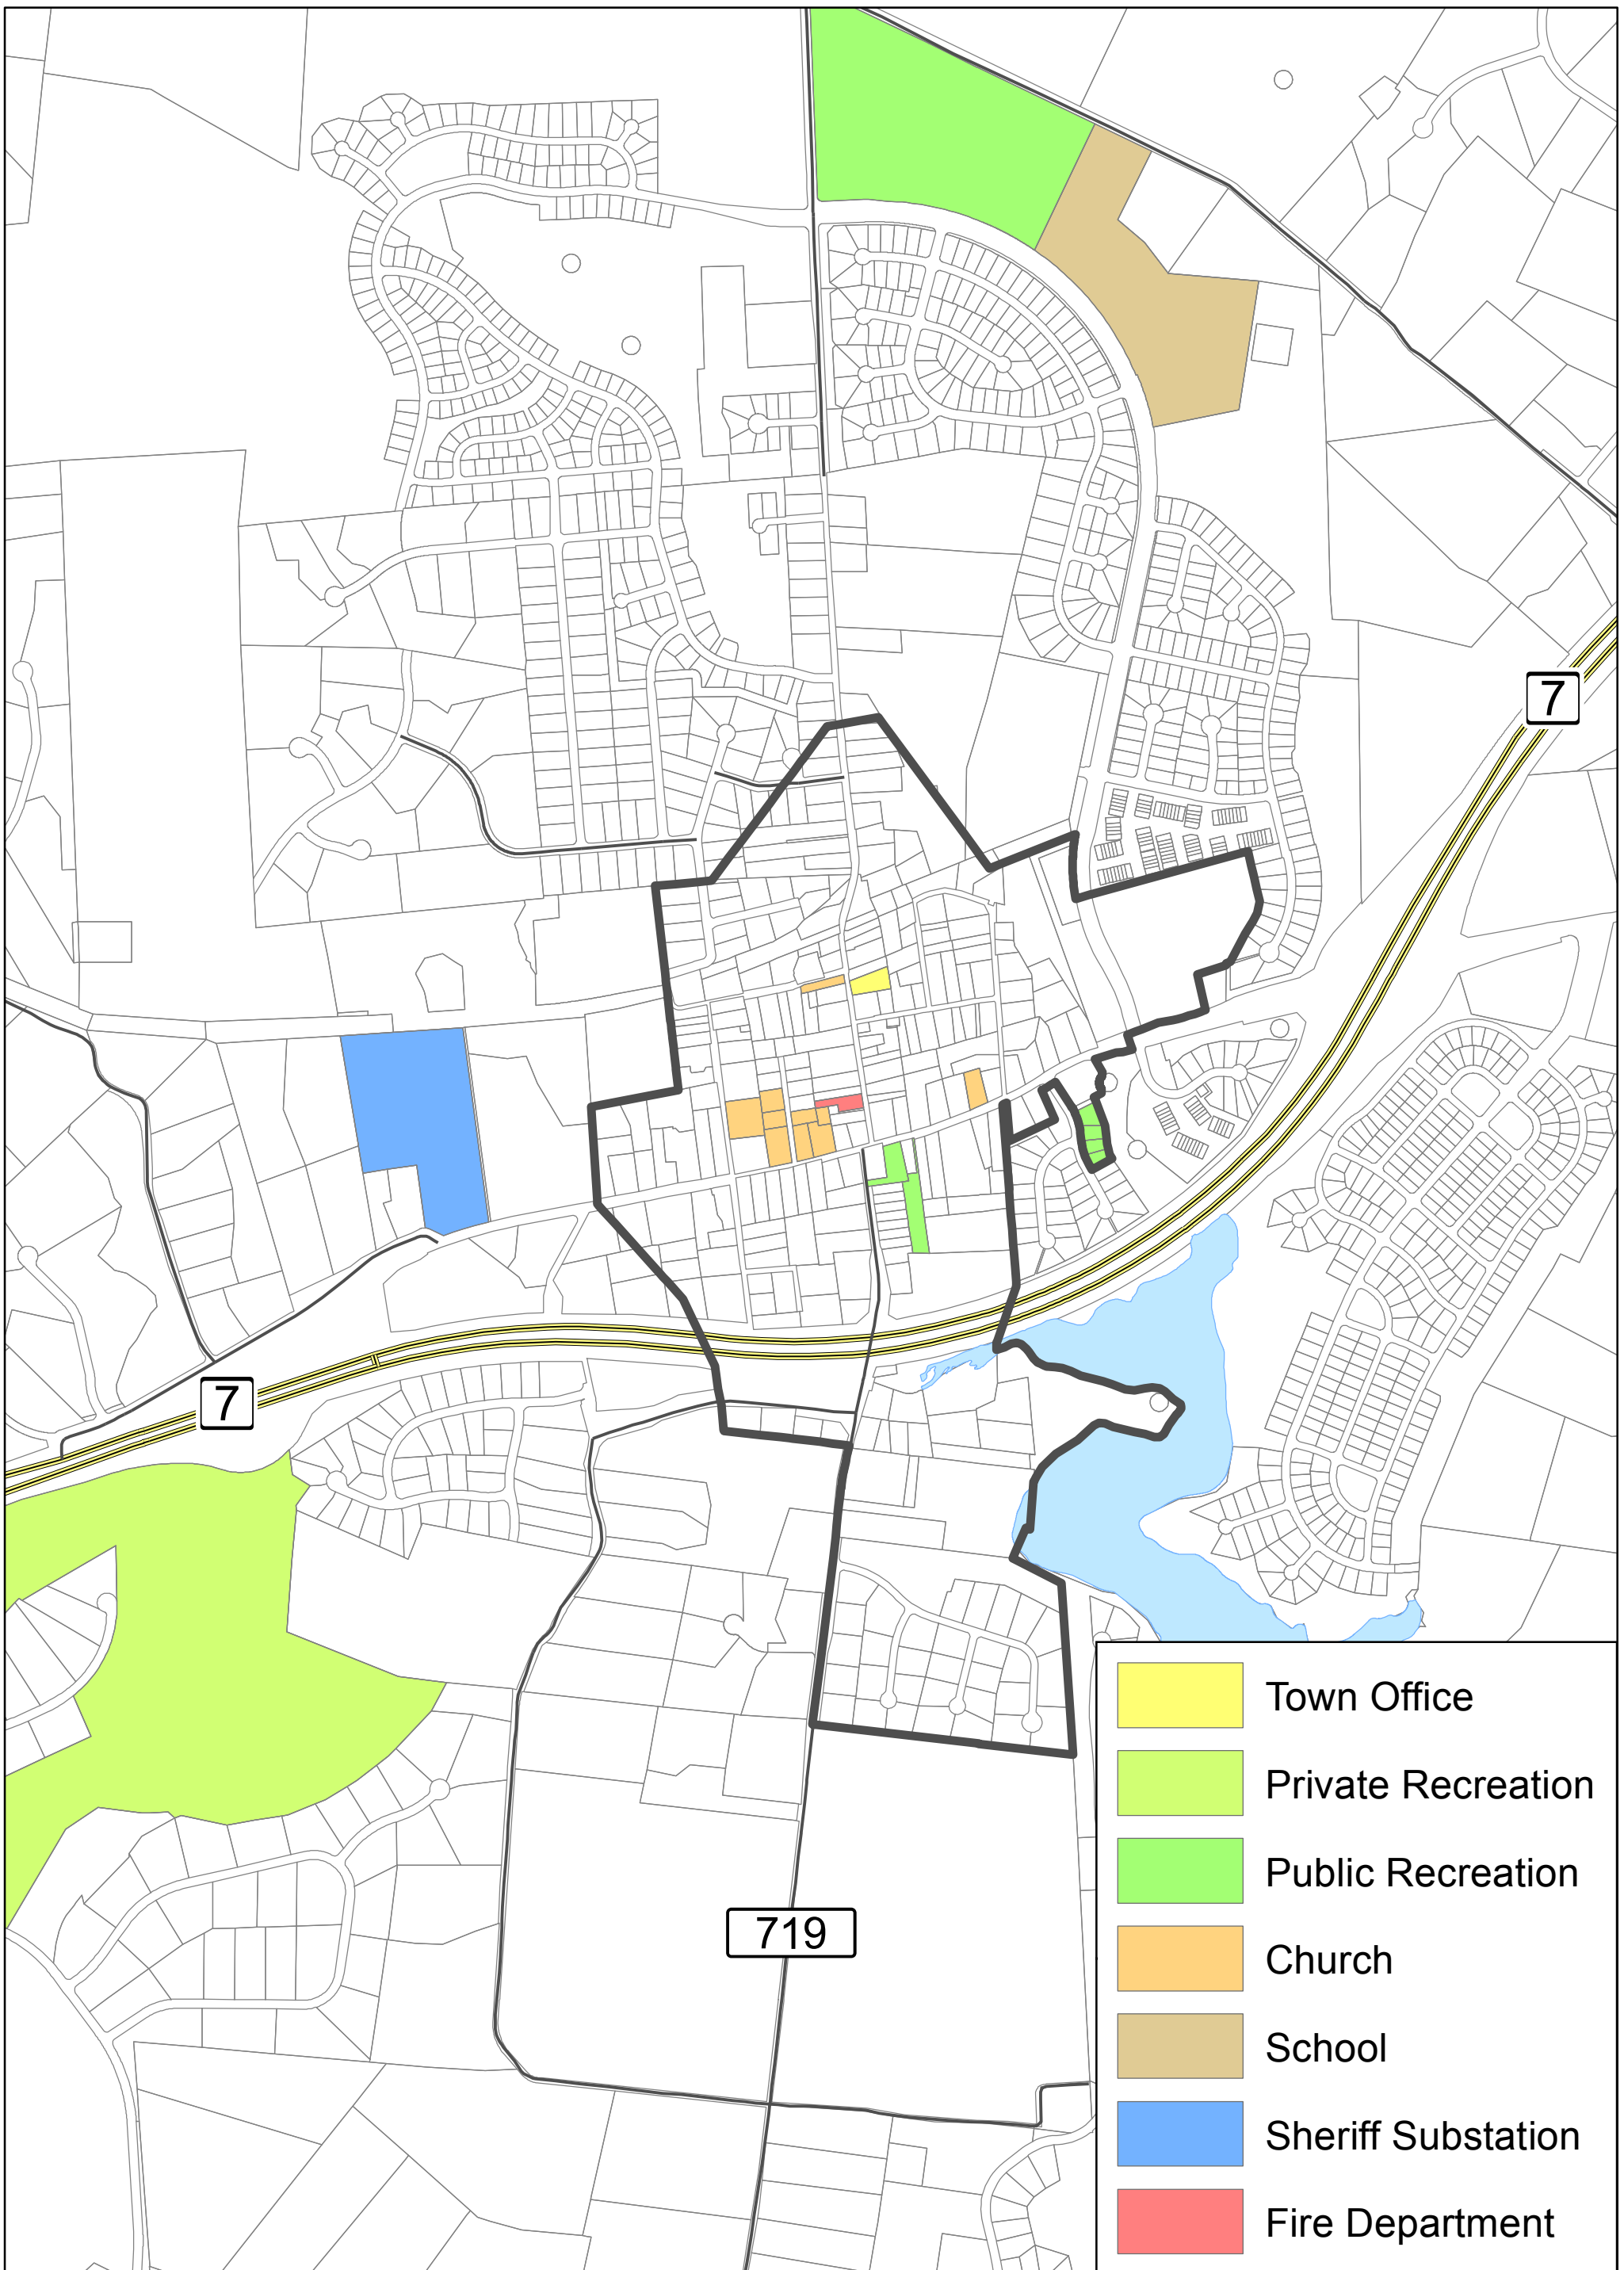 7
7
719
Town Office
Private Recreation
Public Recreation
Church
School
Sheriff Substation
Fire Department